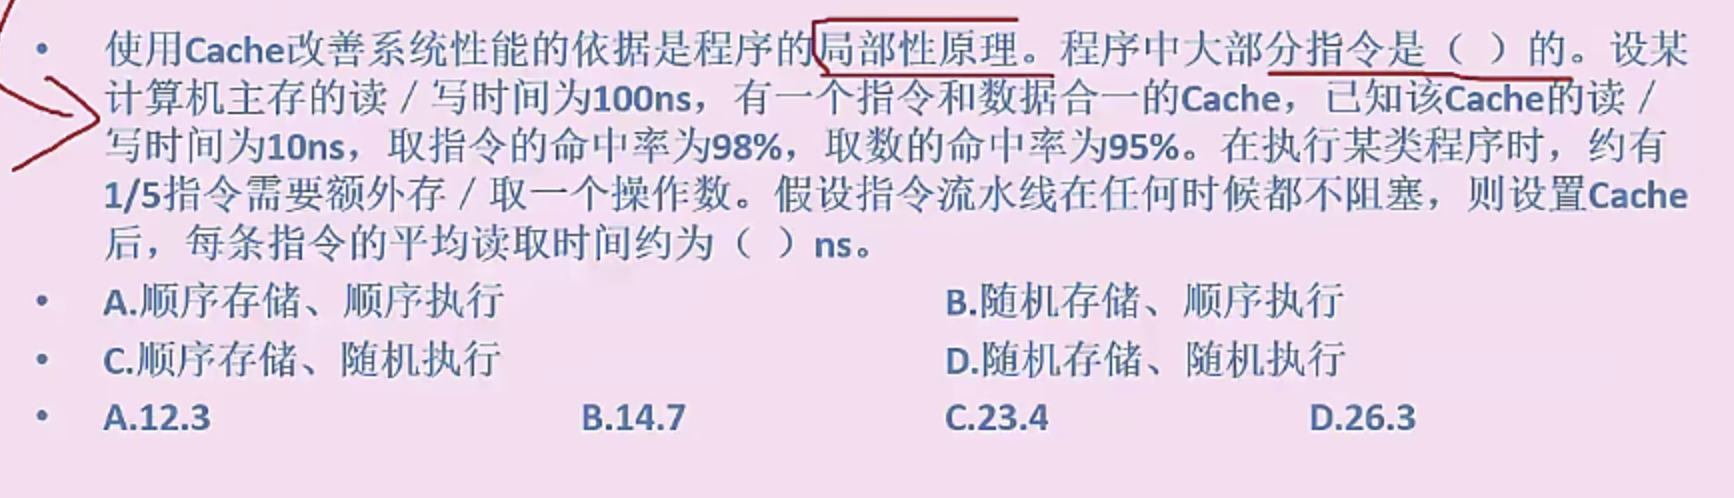 • 使用Cache改善系统性能的依据是程序的局部性原理。程序中大部分指令是（ ）的。设某
计算机主存的读／写时间为100ns，有一个指令和数据合一的Cache，已知该Cache的读／
写时间为10ns，取指令的命中率为98%，取数的命中率为95%。在执行某类程序时，约有
1/5指令需要额外存／取一个操作数。假设指令流水线在任何时候都不阻塞，则设置Cache
后，每条指令的平均读取时间约为（ ）ns。
• A.顺序存储、顺序执行 B.随机存储、顺序执行
• C.顺序存储、随机执行 D.随机存储、随机执行
• A.12.3 B.14.7 C.23.4 D.26.3